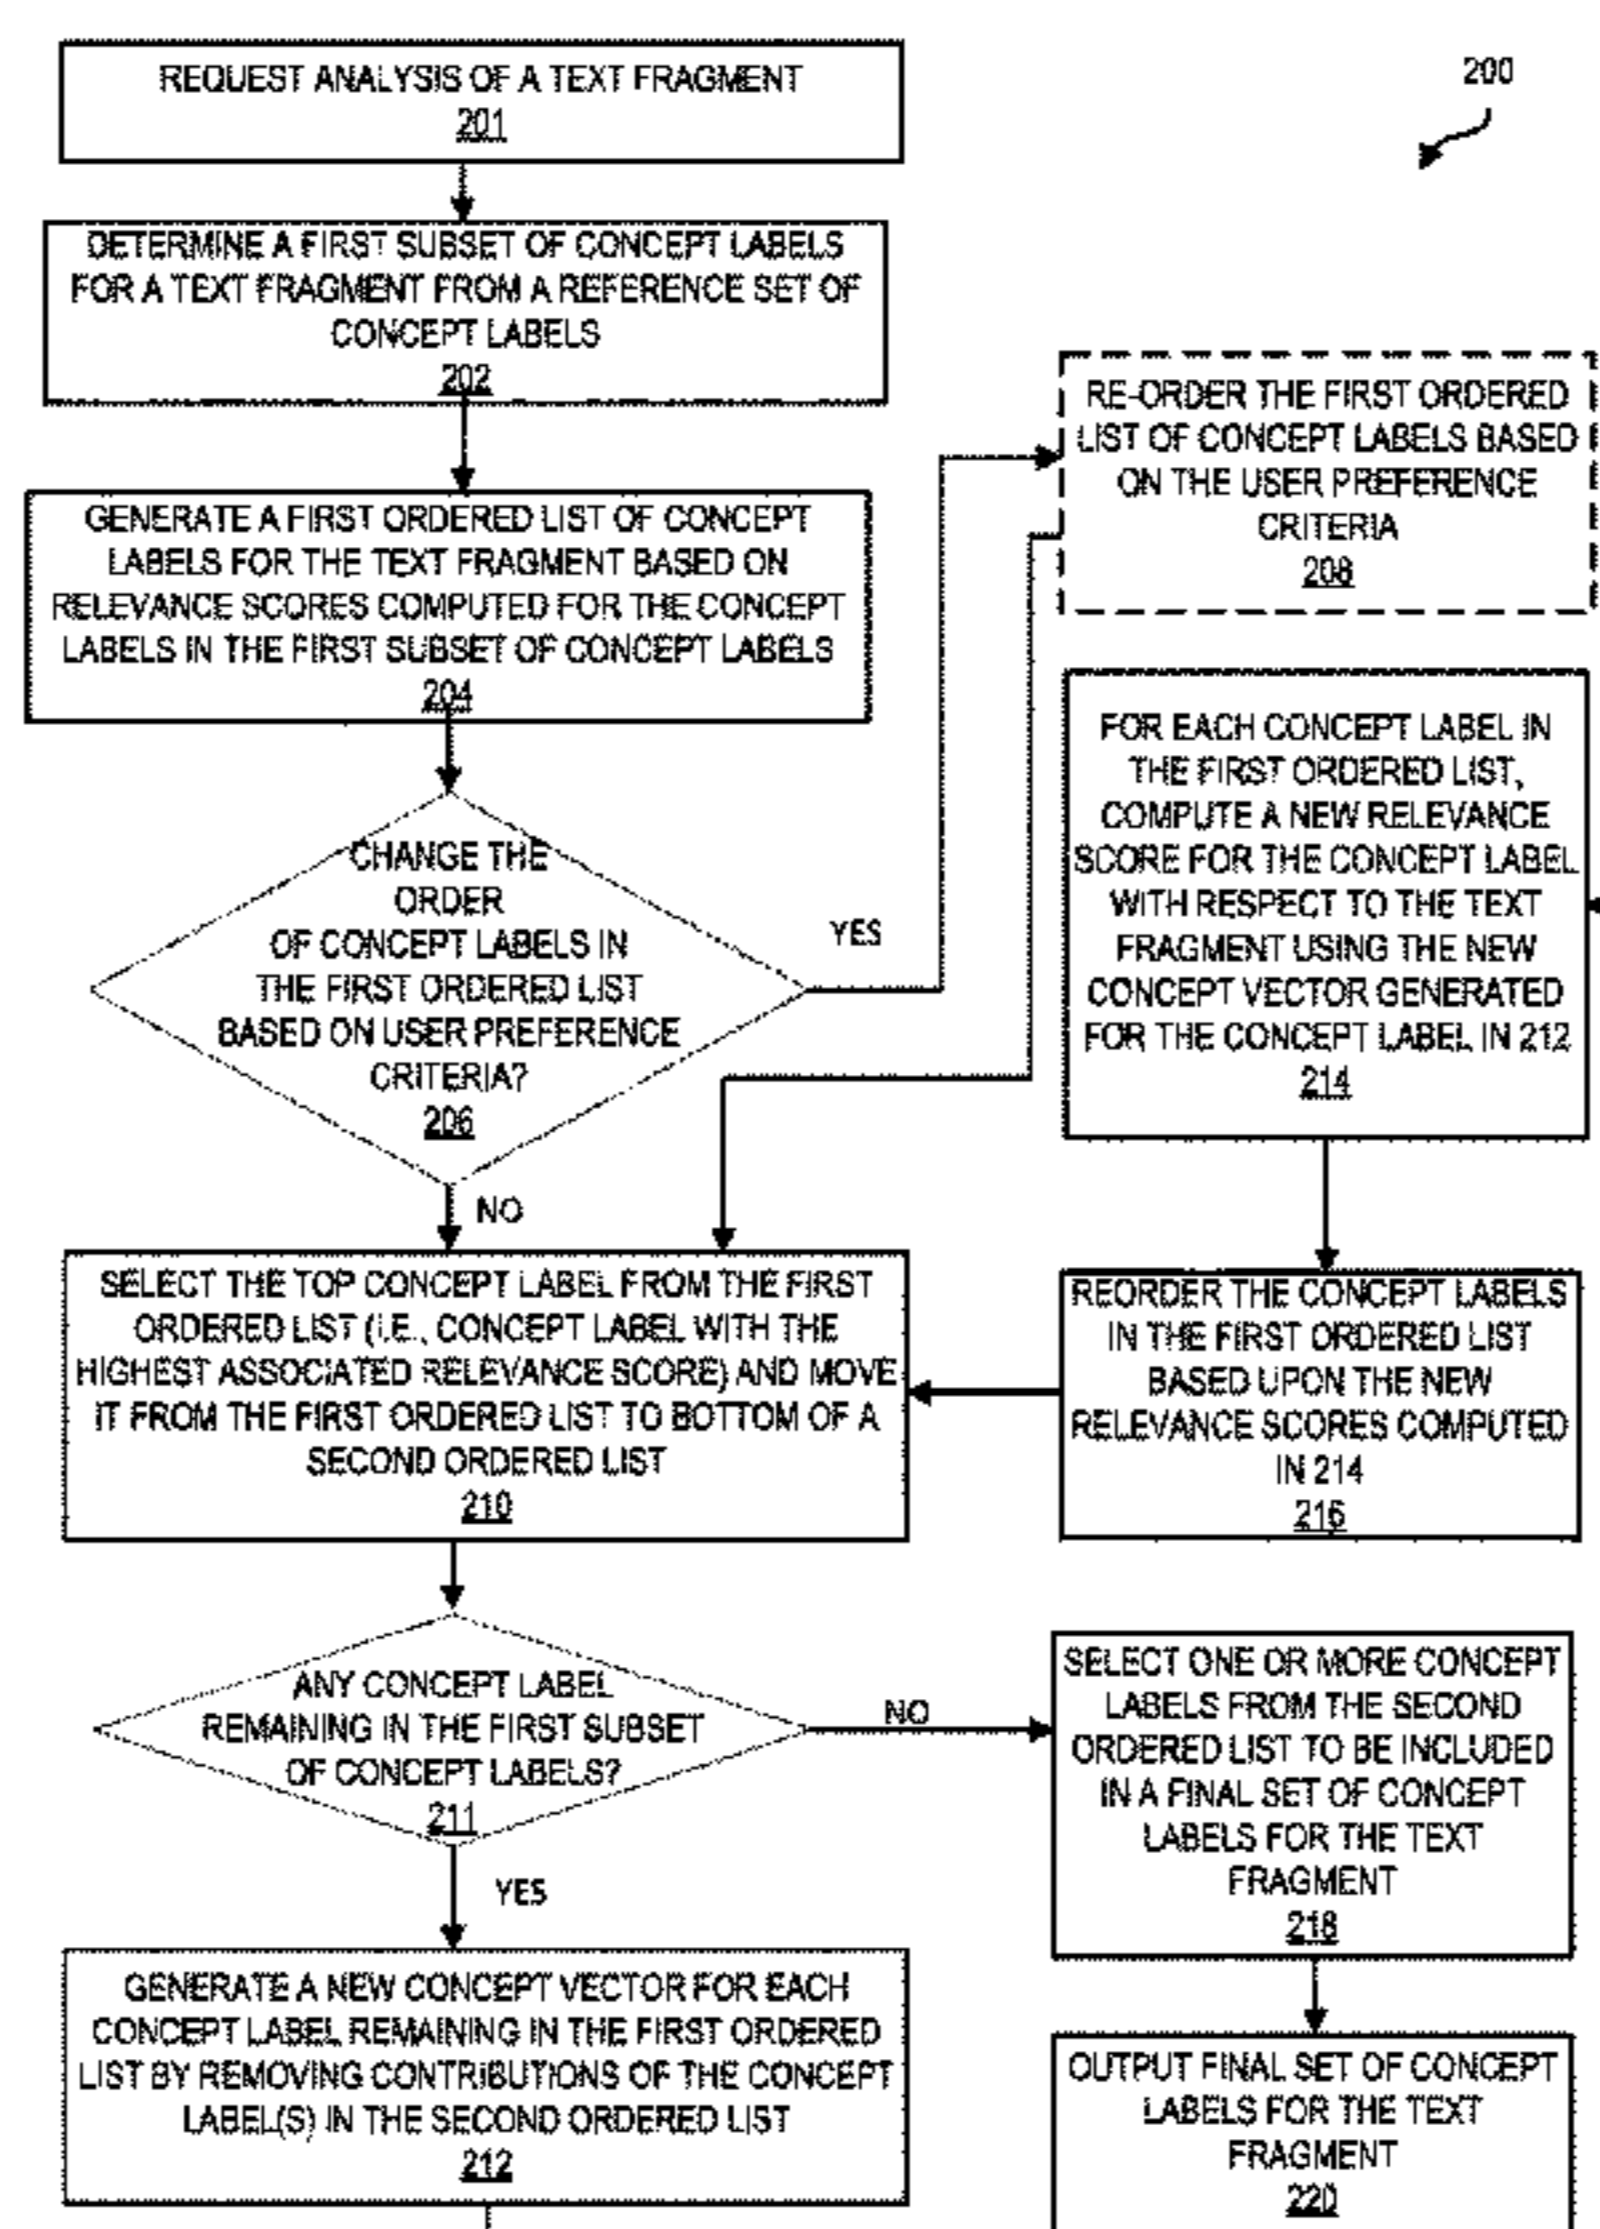 REQUEST ANALYSIS OF A TEXT FRAGMENT
201
200
DETERMINE A FIRST SUBSET OF CONCEPT LABELS
FOR A TEXT FRAGMENT FROM A REFERENCE SET OF
CONCEPT LABELS
202
GENERATE A FIRST ORDERED LIST OF CONCEPT
LABELS FOR THE TEXT FRAGMENT BASED ON
RELEVANCE SCORES COMPUTED FOR THE CONCEPT
LABELS IN THE FIRST SUBSET OF CONCEPT LABELS
204
CHANGE THE
ORDER
OF CONCEPT LABELS IN
THE FIRST ORDERED LIST
BASED ON USER PREFERENCE
CRITERIA?
206
YES
NO
RE-ORDER THE FIRST ORDERED
LIST OF CONCEPT LABELS BASED
ON THE USER PREFERENCE
CRITERIA
208
FOR EACH CONCEPT LABEL IN
THE FIRST ORDERED LIST,
COMPUTE A NEW RELEVANCE
SCORE FOR THE CONCEPT LABEL
WITH RESPECT TO THE TEXT
FRAGMENT USING THE NEW
CONCEPT VECTOR GENERATED
FOR THE CONCEPT LABEL IN 212
214
SELECT THE TOP CONCEPT LABEL FROM THE FIRST
ORDERED LIST (I.E., CONCEPT LABEL WITH THE
HIGHEST ASSOCIATED RELEVANCE SCORE) AND MOVE
IT FROM THE FIRST ORDERED LIST TO BOTTOM OF A
SECOND ORDERED LIST
210
REORDER THE CONCEPT LABELS
IN THE FIRST ORDERED LIST
BASED UPON THE NEW
RELEVANCE SCORES COMPUTED
IN 214
216
ANY CONCEPT LABEL
REMAINING IN THE FIRST SUBSET
OF CONCEPT LABELS?
211
NO
YES
SELECT ONE OR MORE CONCEPT
LABELS FROM THE SECOND
ORDERED LIST TO BE INCLUDED
IN A FINAL SET OF CONCEPT
LABELS FOR THE TEXT
FRAGMENT
218
GENERATE A NEW CONCEPT VECTOR FOR EACH
CONCEPT LABEL REMAINING IN THE FIRST ORDERED
LIST BY REMOVING CONTRIBUTIONS OF THE CONCEPT
LABEL(S) IN THE SECOND ORDERED LIST
212
OUTPUT FINAL SET OF CONCEPT
LABELS FOR THE TEXT
FRAGMENT
220